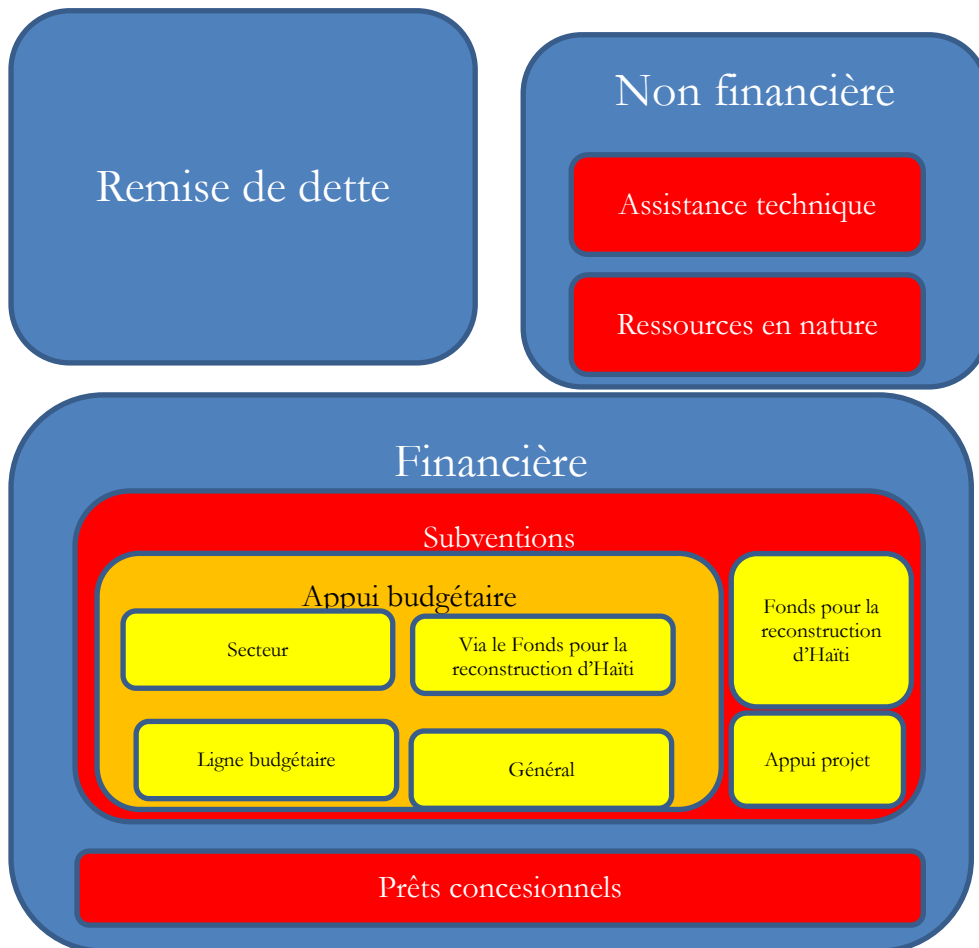 Remise de dette
Non financière
Assistance technique
Ressources en nature
Financière
Subventions
Appui budgétaire
Secteur
Via le Fonds pour la
reconstruction d’Haïti
Ligne budgétaire
Général
Fonds pour la
reconstruction
d’Haïti
Appui projet
Prêts concesionnels